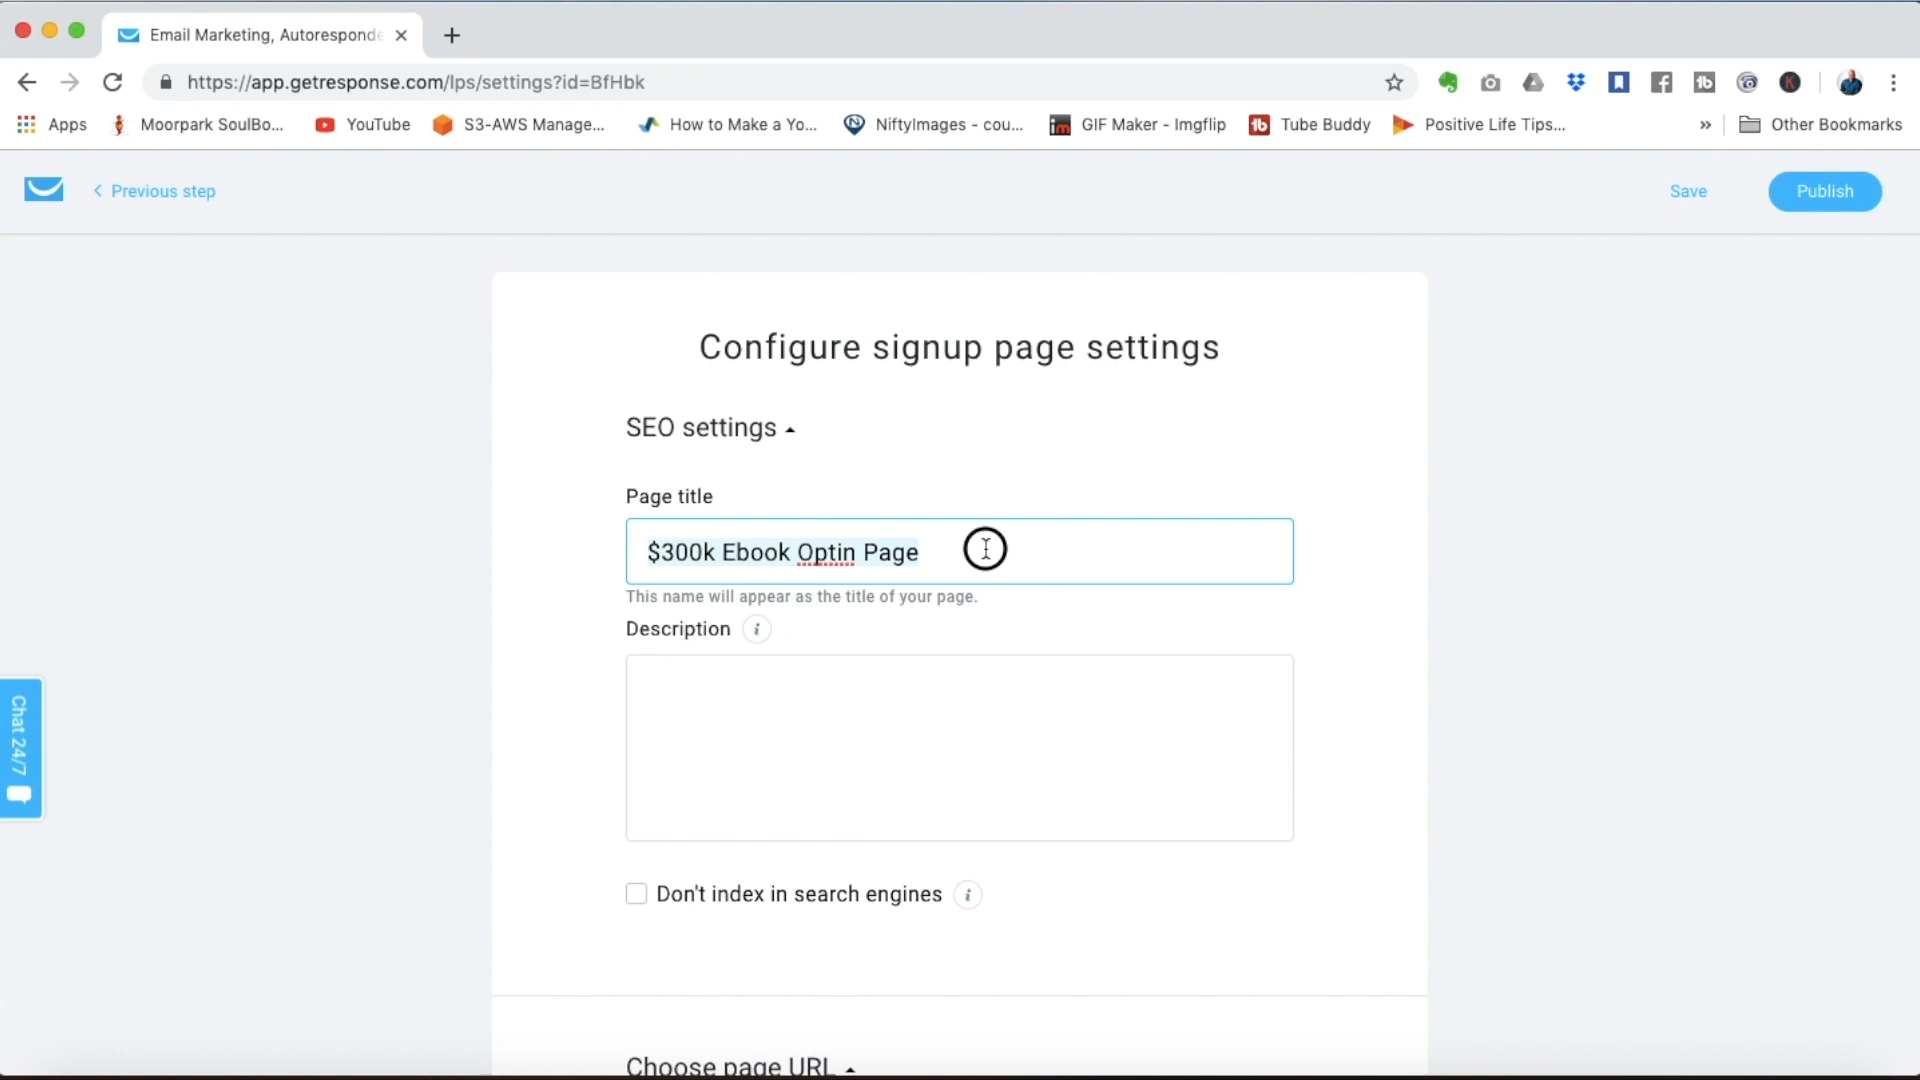 Email Marketing, Autoresponde
https://app.getresponse.com/lps/settings?id=BfHbk
Apps Moorpark SoulBo... YouTube S3-AWS Manage... How to Make a Yo... NiftyImages - cou... GIF Maker - Imgflip Tube Buddy Positive Life Tips... » Other Bookmarks
Previous step Save Publish
Configure signup page settings
SEO settings
Page title
$300k Ebook Optin Page
This name will appear as the title of your page.
Description i
Chat 24/7
Don't index in search engines i
Choose page URL